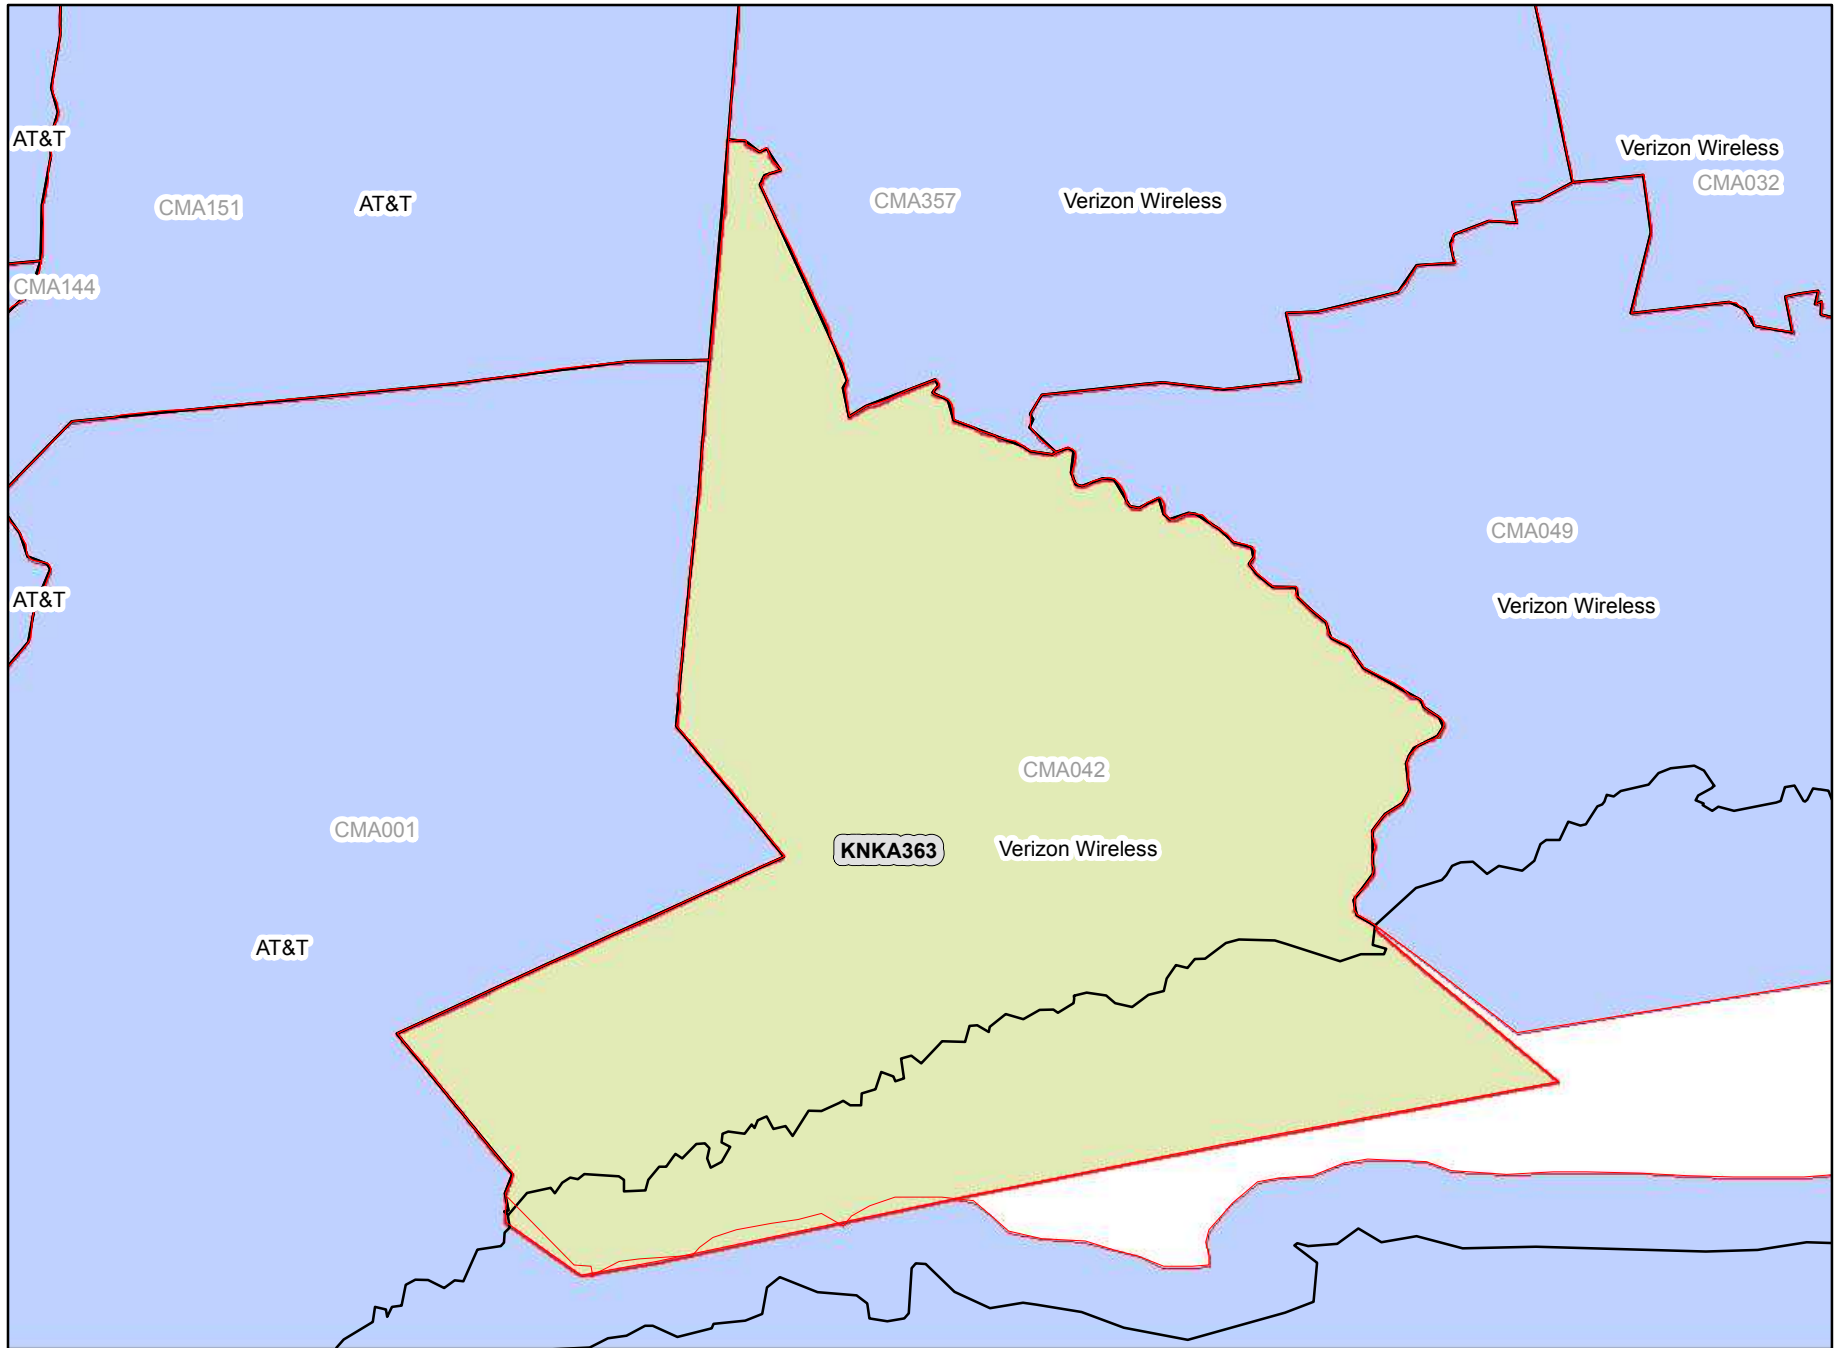 AT&T
Verizon Wireless
CMA032
CMA151
AT&T
CMA357
Verizon Wireless
CMA144
CMA049
AT&T
Verizon Wireless
CMA042
CMA001
KNKA363
Verizon Wireless
AT&T